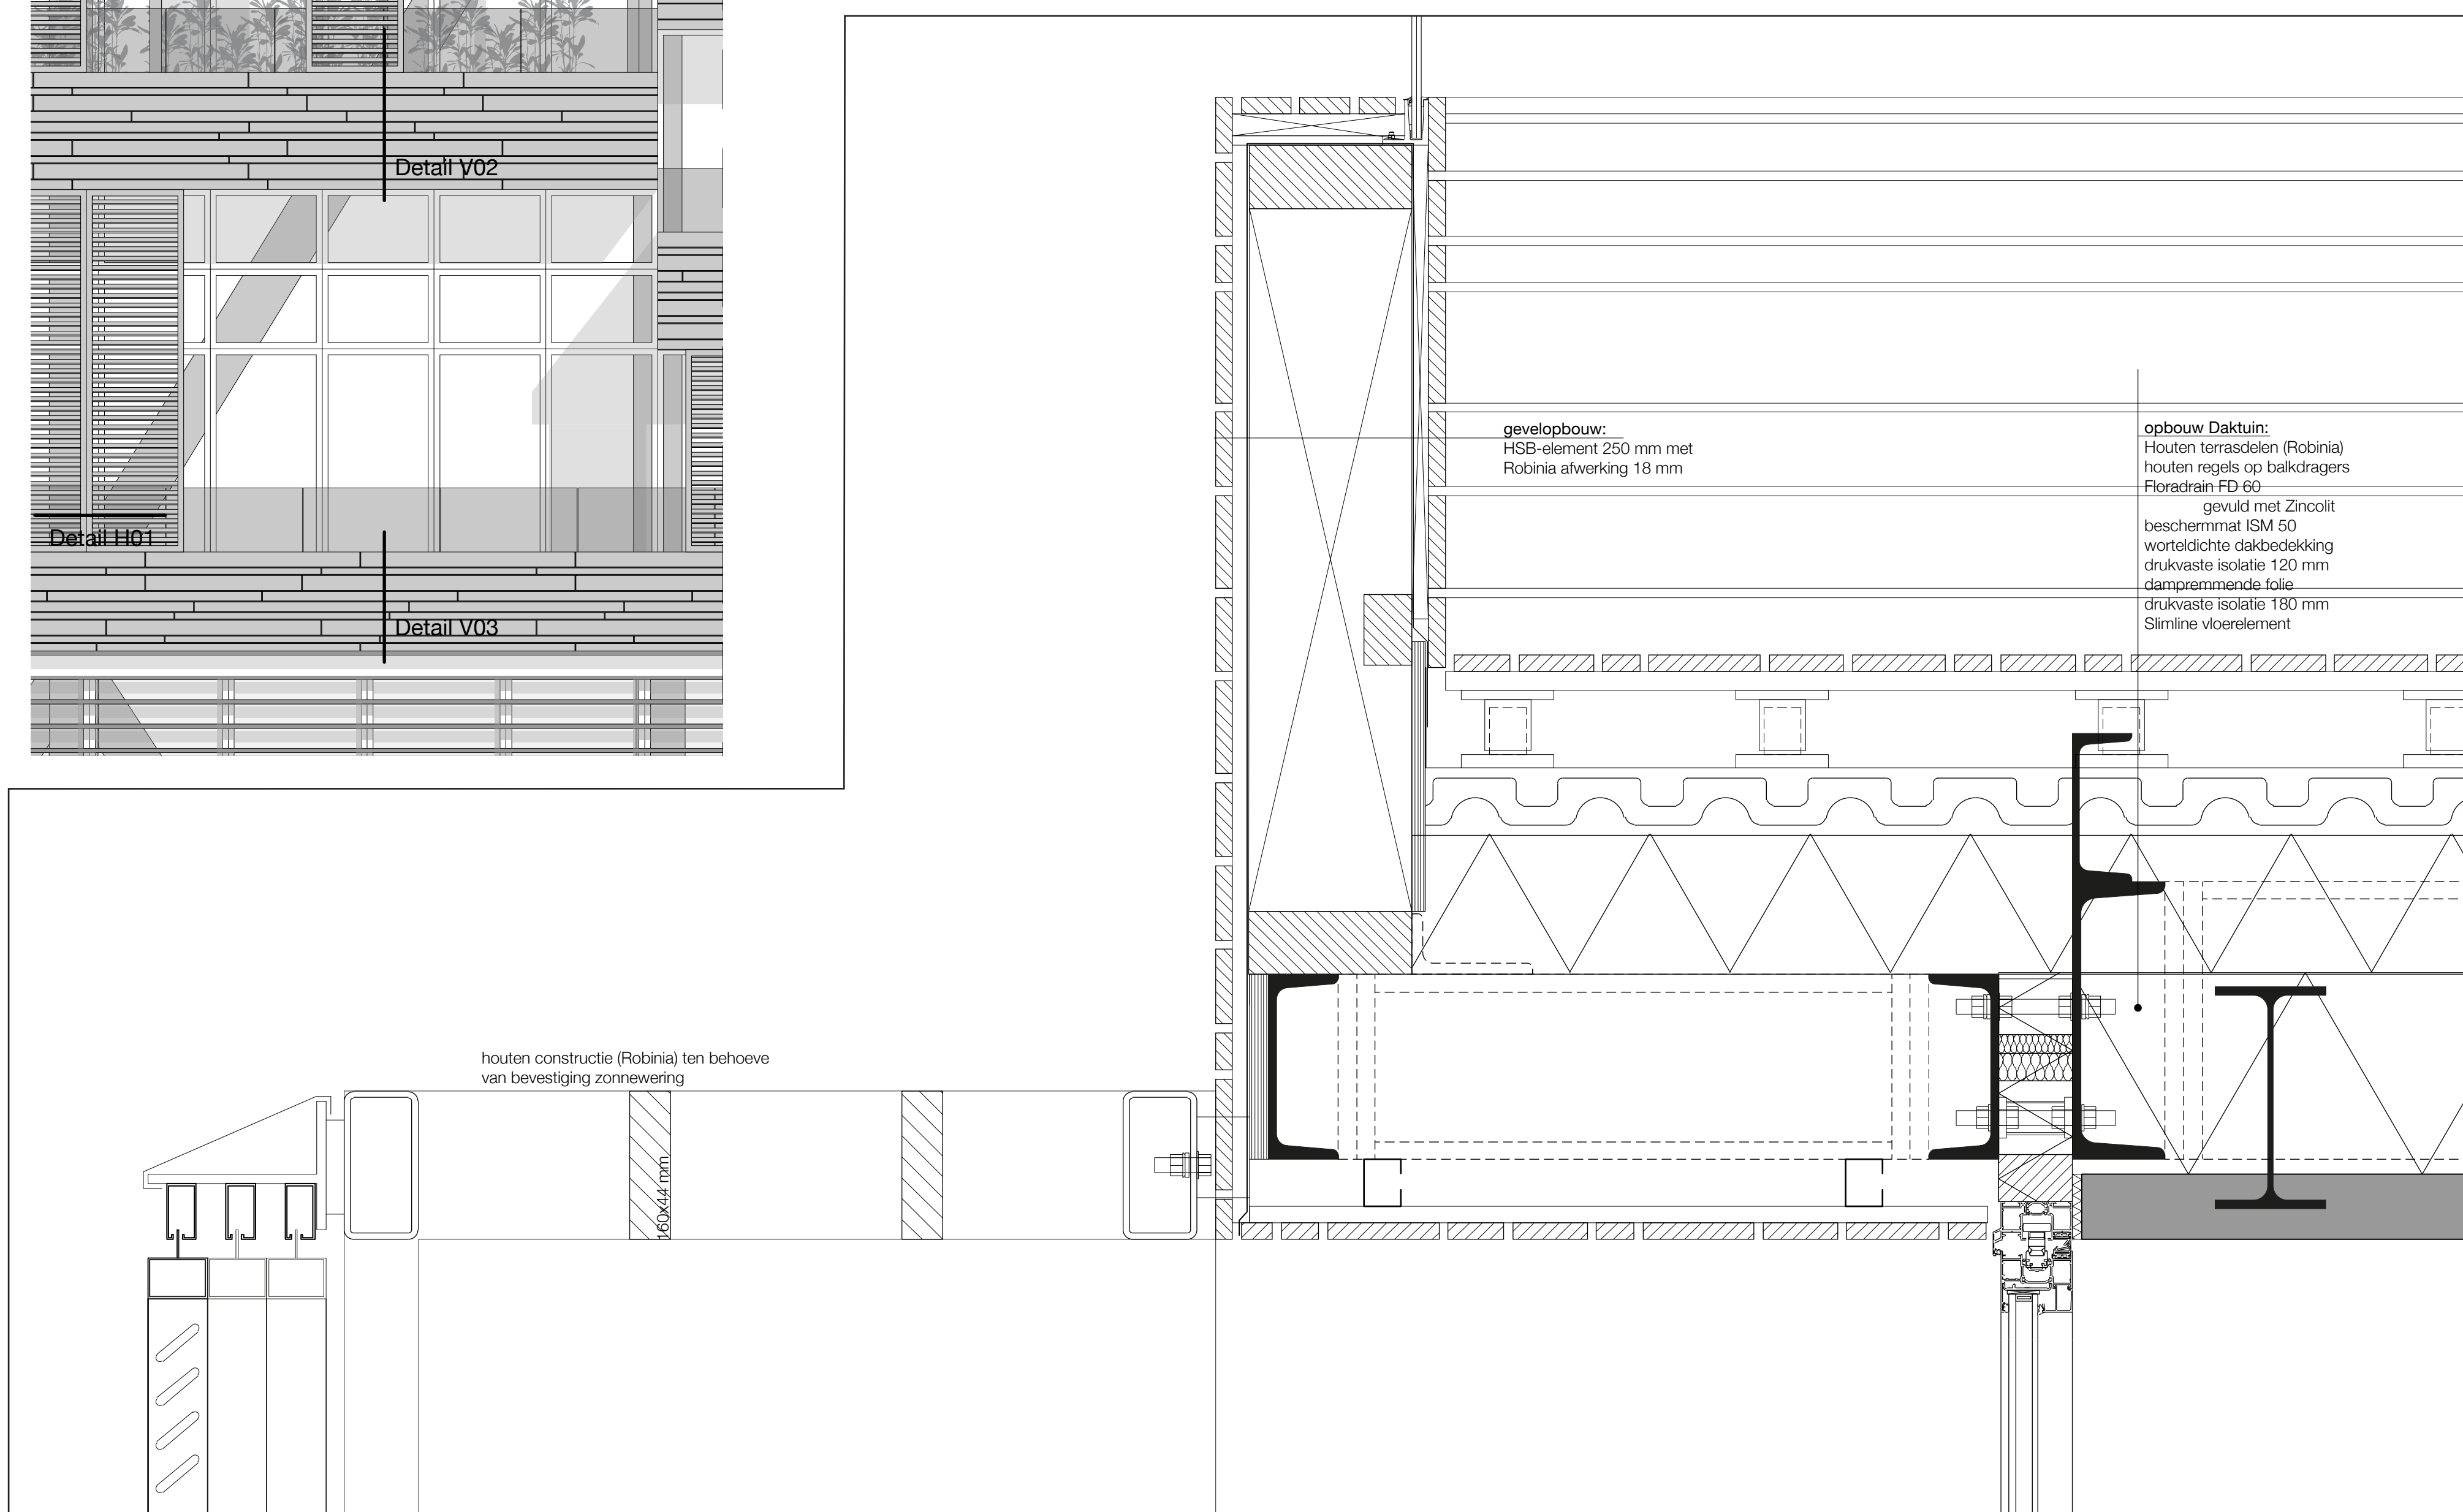 Detail V02
Detail H01
Detail V03
gevelopbouw:
HSB-element 250 mm met
Robinia afwerking 18 mm
opbouw Daktuin:
Houten terrasdelen (Robinia)
houten regels op balkdragers
Floradrain FD 60
gevuld met Zincolit
beschermmat ISM 50
worteldichte dakbedekking
drukvaste isolatie 120 mm
dampremmende folie
drukvaste isolatie 180 mm
Slimline vloerelement
houten constructie (Robinia) ten behoeve
van bevestiging zonnewering
160x44 mm